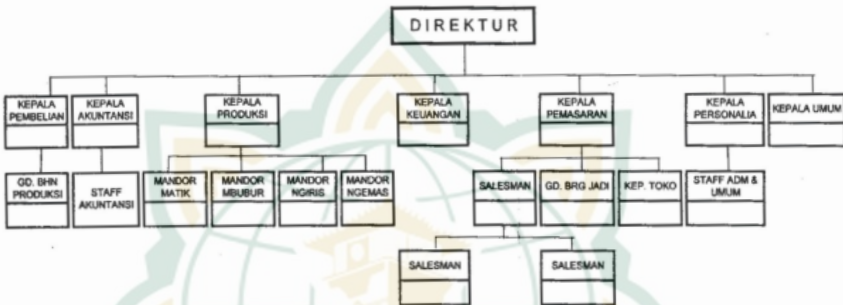 DIREKTUR
KEPALA
PEMBELIAN
KEPALA
AKUNTANSI
KEPALA
PRODUKSI
KEPALA
KEUANGAN
KEPALA
PEMASARAN
KEPALA
PERSONALIA
KEPALA UMUM
GD. BHN
PRODUKSI
STAFF
AKUNTANSI
MANDOR
MATIK
MANDOR
MBUBUR
MANDOR
NGIRIS
MANDOR
NGEMAS
SALESMAN
GD. BRG JADI
KEP. TOKO
STAFF ADM &
UMUM
SALESMAN
SALESMAN